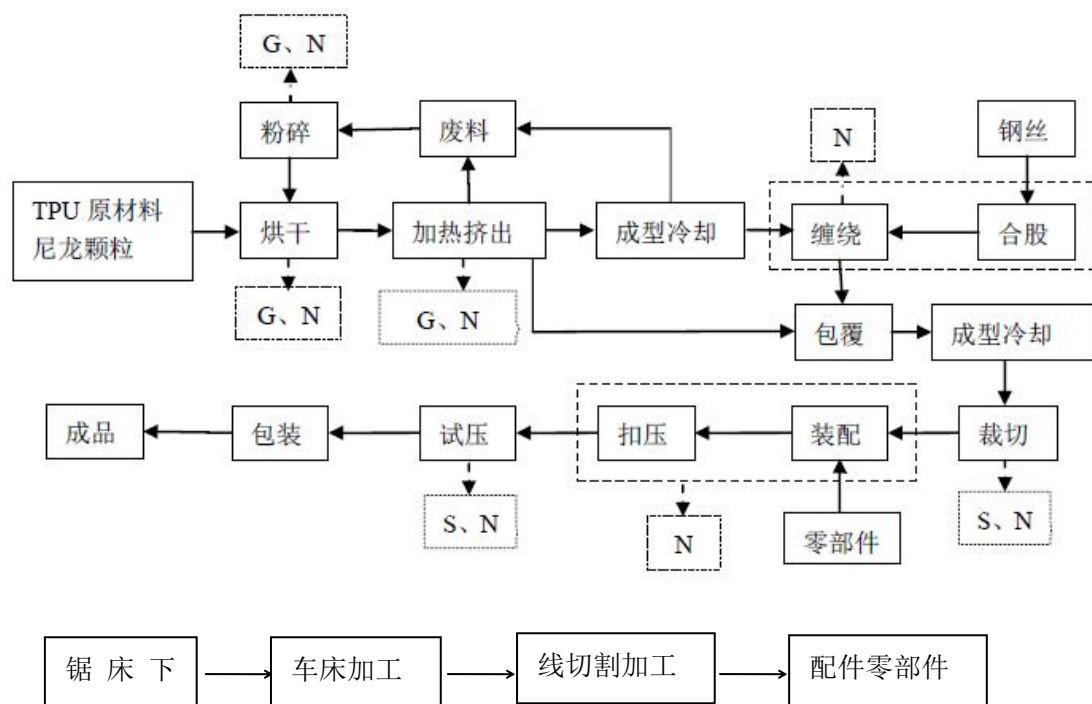 G、N
粉碎
废料
N
钢丝
TPU 原材料
尼龙颗粒
烘干
加热挤出
成型冷却
缠绕
合股
G、N
G、N
包覆
成型冷却
成品
包装
试压
扣压
装配
裁切
S、N
N
零部件
S、N
锯 床 下
车床加工
线切割加工
配件零部件